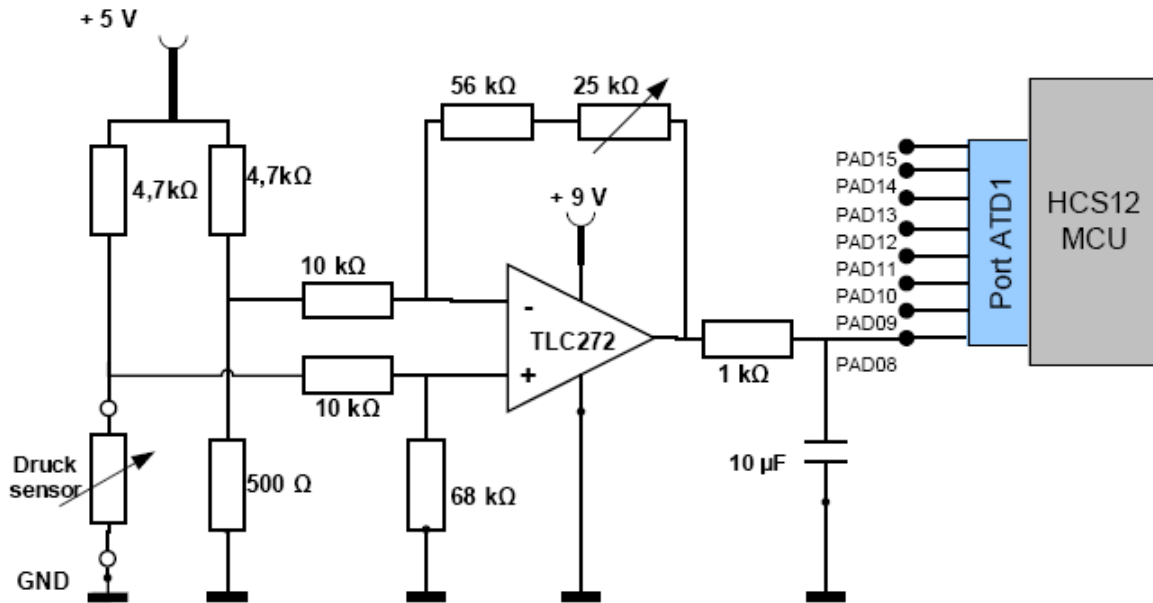 + 5 V
56 kΩ
25 kΩ
4,7kΩ
4,7kΩ
+ 9 V
10 kΩ
-
TLC272
+
10 kΩ
1 kΩ
PAD15
PAD14
PAD13
PAD12
PAD11
PAD10
PAD09
PAD08
Port ATD1
HCS12
MCU
Druck
sensor
500 Ω
68 kΩ
10 µF
GND